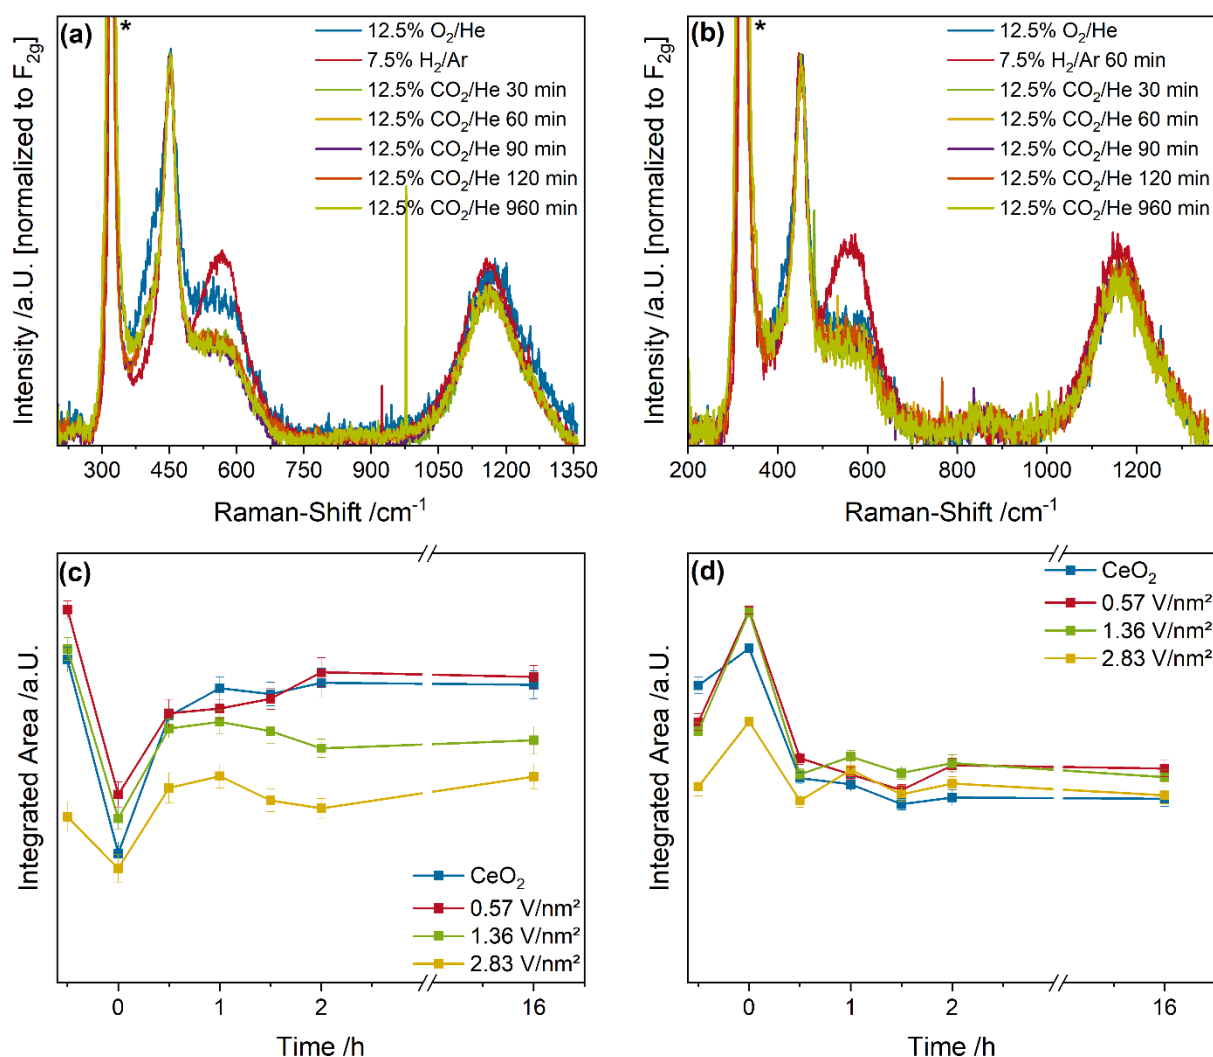 (a)
*
12.5% O₂/He
7.5% H₂/Ar
12.5% CO₂/He 30 min
12.5% CO₂/He 60 min
12.5% CO₂/He 90 min
12.5% CO₂/He 120 min
12.5% CO₂/He 960 min
Intensity /a.U. [normalized to F₂g]
300 450 600 750 900 1050 1200 1350
Raman-Shift /cm⁻¹
(b)
*
12.5% O₂/He
7.5% H₂/Ar 60 min
12.5% CO₂/He 30 min
12.5% CO₂/He 60 min
12.5% CO₂/He 90 min
12.5% CO₂/He 120 min
12.5% CO₂/He 960 min
Intensity /a.U. [normalized to F₂g]
200 400 600 800 1000 1200
Raman-Shift /cm⁻¹
(c)
Integrated Area /a.U.
CeO₂
0.57 V/nm²
1.36 V/nm²
2.83 V/nm²
0 1 2 16
Time /h
(d)
CeO₂
0.57 V/nm²
1.36 V/nm²
2.83 V/nm²
Integrated Area /a.U.
0 1 2 16
Time /h